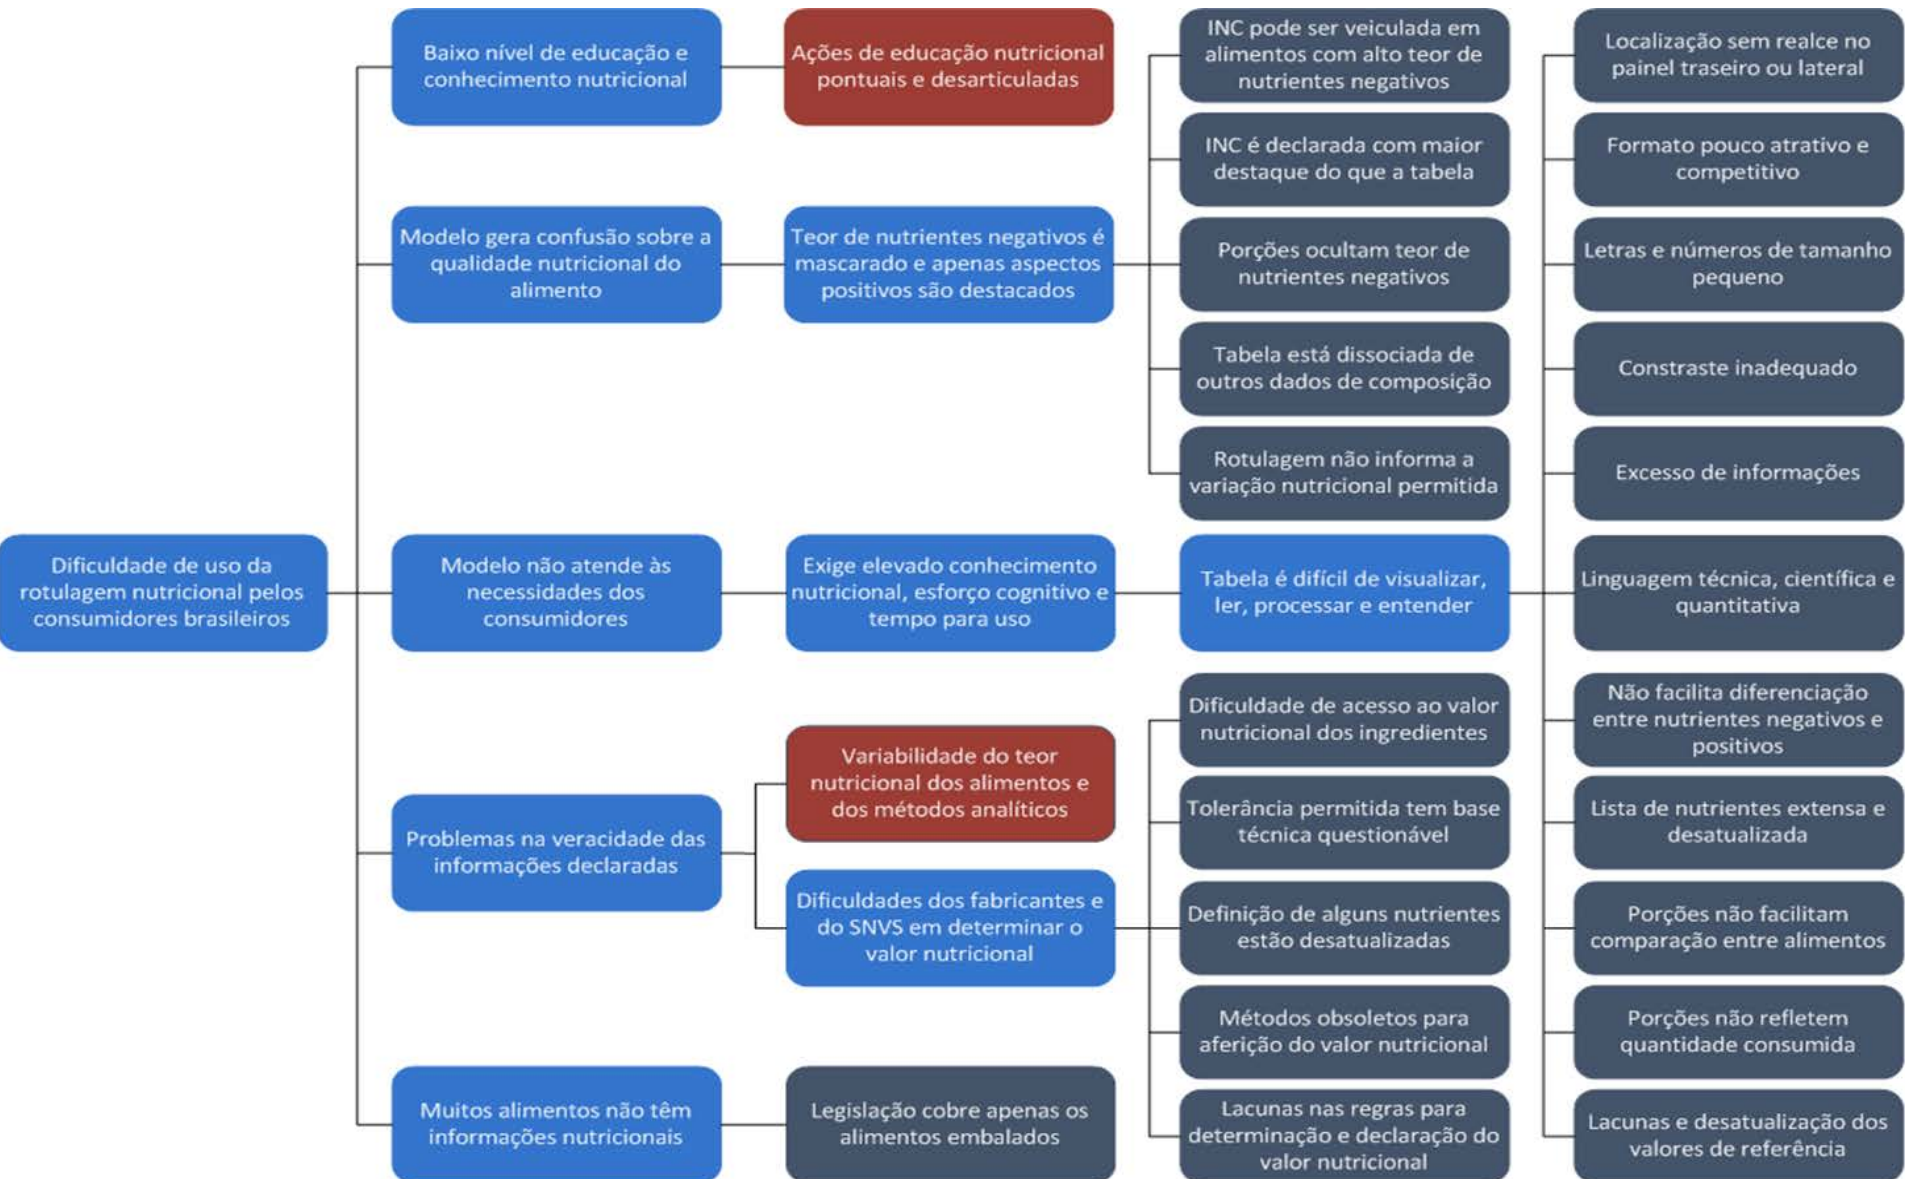 Baixo nível de educação e
conhecimento nutricional
Ações de educação nutricional
pontuais e desarticuladas
INC pode ser veiculada em
alimentos com alto teor de
nutrientes negativos
Localização sem realce no
painel traseiro ou lateral
INC é declarada com maior
destaque do que a tabela
Formato pouco atrativo e
competitivo
Modelo gera confusão sobre a
qualidade nutricional do
alimento
Teor de nutrientes negativos é
mascarado e apenas aspectos
positivos são destacados
Porções ocultam teor de
nutrientes negativos
Letras e números de tamanho
pequeno
Tabela está dissociada de
outros dados de composição
Constraste inadequado
Rotulagem não informa a
variação nutricional permitida
Excesso de informações
Dificuldade de uso da
rotulagem nutricional pelos
consumidores brasileiros
Modelo não atende às
necessidades dos
consumidores
Exige elevado conhecimento
nutricional, esforço cognitivo e
tempo para uso
Tabela é difícil de visualizar,
ler, processar e entender
Linguagem técnica, científica e
quantitativa
Dificuldade de acesso ao valor
nutricional dos ingredientes
Não facilita diferenciação
entre nutrientes negativos e
positivos
Variabilidade do teor
nutricional dos alimentos e
dos métodos analíticos
Tolerância permitida tem base
técnica questionável
Lista de nutrientes extensa e
desatualizada
Problemas na veracidade das
informações declaradas
Dificuldades dos fabricantes e
do SNVS em determinar o
valor nutricional
Definição de alguns nutrientes
estão desatualizadas
Porções não facilitam
comparação entre alimentos
Métodos obsoletos para
aferição do valor nutricional
Porções não refletem
quantidade consumida
Muitos alimentos não têm
informações nutricionais
Legislação cobre apenas os
alimentos embalados
Lacunas nas regras para
determinação e declaração do
valor nutricional
Lacunas e desatualização dos
valores de referência